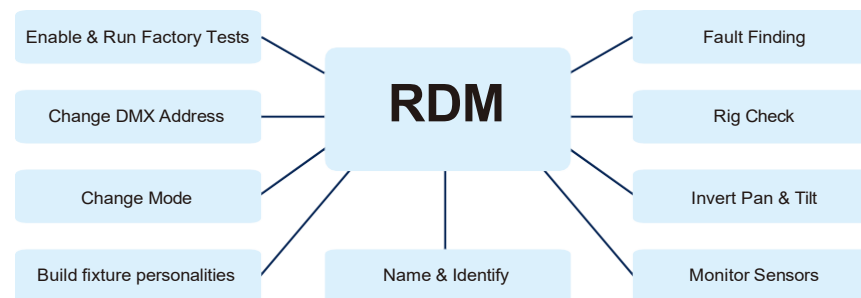 Enable & Run Factory Tests
Fault Finding
RDM
Change DMX Address
Rig Check
Change Mode
Invert Pan & Tilt
Build fixture personalities
Name & Identify
Monitor Sensors